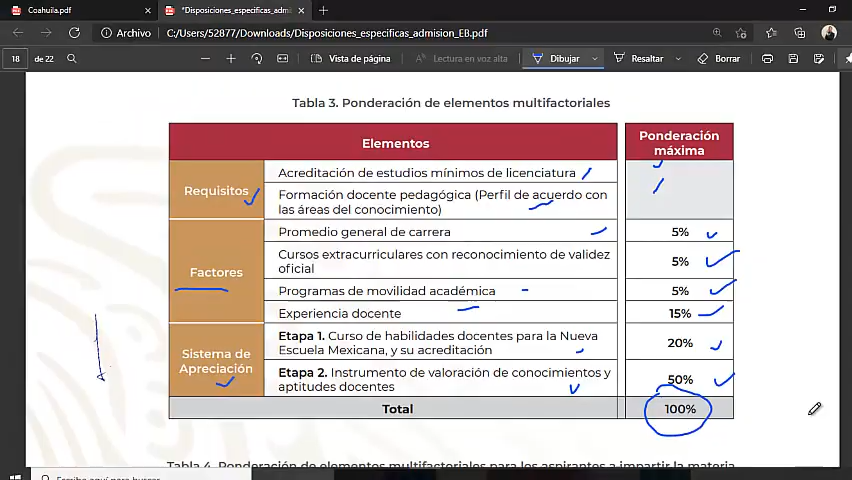 Coahuila.pdf
*Disposiciones_especificas_admis
Archivo
C:/Users/52877/Downloads/Disposiciones_especificas_admision_EB.pdf
18 de 22
Vista de página
Lectura en voz alta
Dibujar
Resaltar
Borrar
Tabla 3. Ponderación de elementos multifactoriales
Elementos
Ponderación
máxima
Requisitos
Acreditación de estudios mínimos de licenciatura
Formación docente pedagógica (Perfil de acuerdo con
las áreas del conocimiento)
Factores
Promedio general de carrera
5%
Cursos extracurriculares con reconocimiento de validez
oficial
5%
Programas de movilidad académica
5%
Experiencia docente
15%
Sistema de
Apreciación
Etapa 1. Curso de habilidades docentes para la Nueva
Escuela Mexicana, y su acreditación
20%
Etapa 2. Instrumento de valoración de conocimientos y
aptitudes docentes
50%
Total
100%
Tabla 4. Ponderación de elementos multifactoriales para los aspirantes a impartir la materia
Escribe aquí para buscar